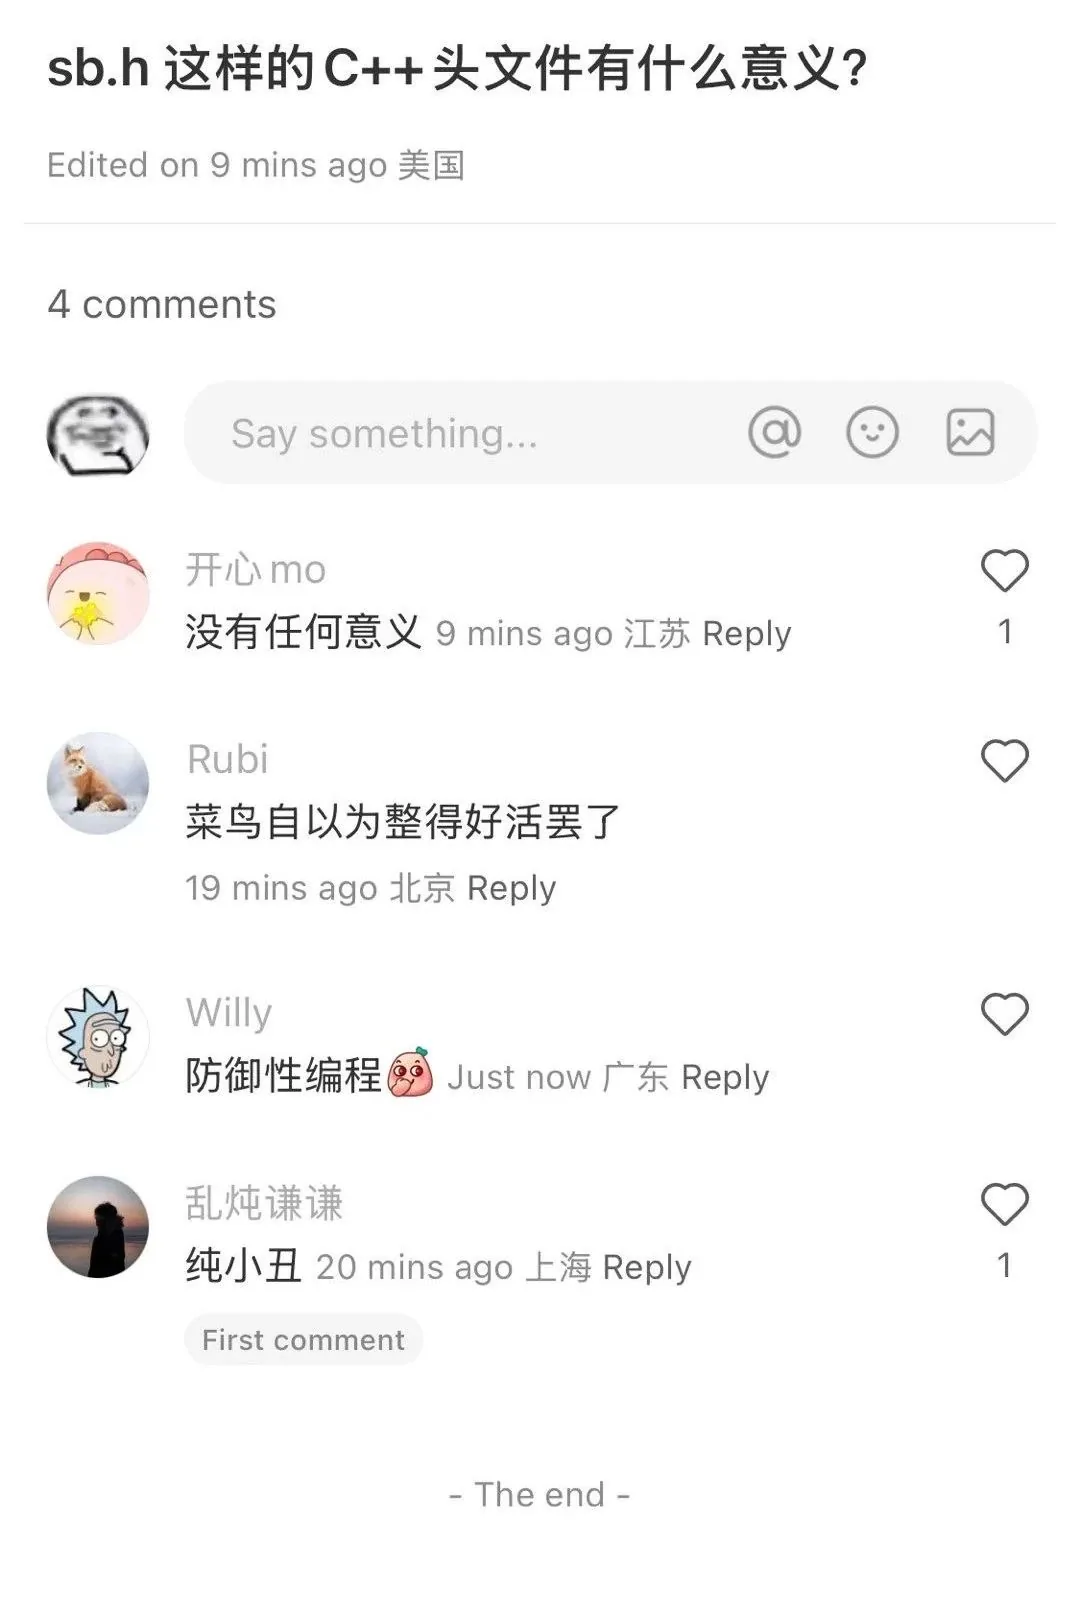 sb.h 这样的C++头文件有什么意义?
Edited on 9 mins ago 美国
4 comments
Say something...
开心mo
没有任何意义 9 mins ago 江苏 Reply
1
Rubi
菜鸟自以为整得好活罢了
19 mins ago 北京 Reply
Willy
防御性编程 Just now 广东 Reply
乱炖谦谦
纯小丑 20 mins ago 上海 Reply
1
First comment
- The end -